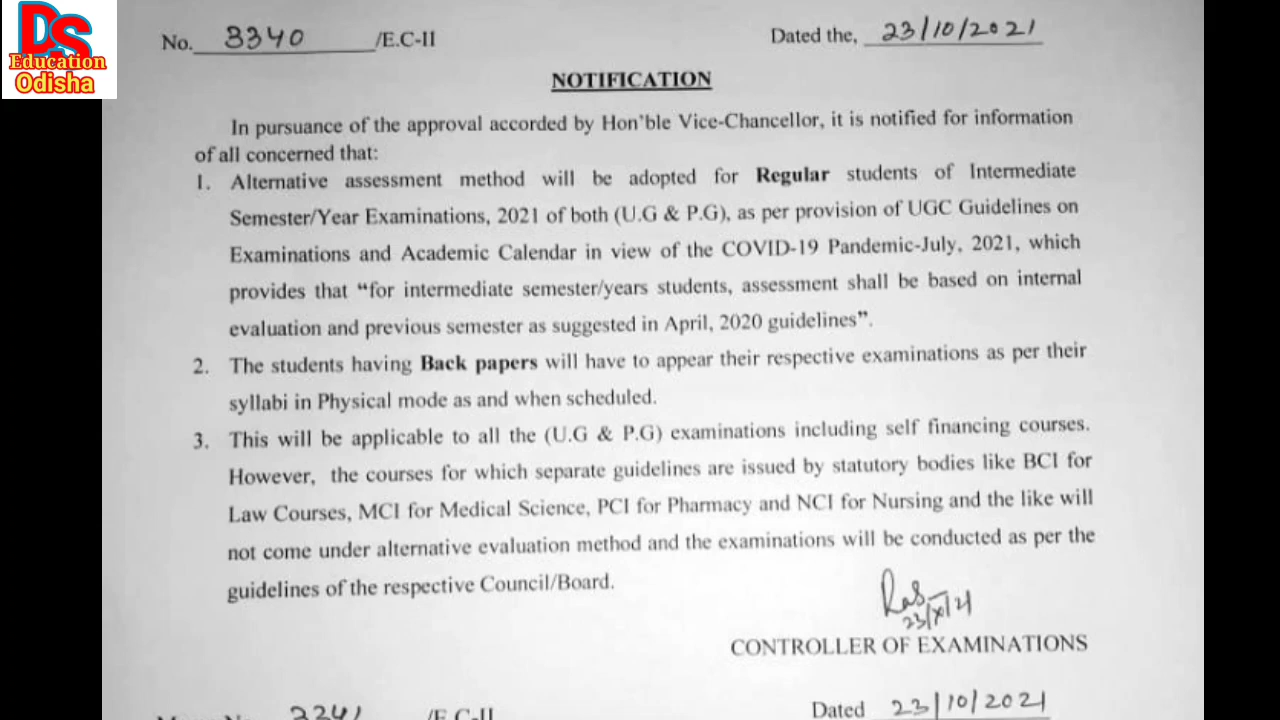 DS
Education
Odisha
No. 3340 /E.C-II Dated the, 23/10/2021
NOTIFICATION
In pursuance of the approval accorded by Hon'ble Vice-Chancellor, it is notified for information
of all concerned that:
1. Alternative assessment method will be adopted for Regular students of Intermediate
Semester/Year Examinations, 2021 of both (U.G & P.G), as per provision of UGC Guidelines on
Examinations and Academic Calendar in view of the COVID-19 Pandemic-July, 2021, which
provides that “for intermediate semester/years students, assessment shall be based on internal
evaluation and previous semester as suggested in April, 2020 guidelines”.
2. The students having Back papers will have to appear their respective examinations as per their
syllabi in Physical mode as and when scheduled.
3. This will be applicable to all the (U.G & P.G) examinations including self financing courses.
However, the courses for which separate guidelines are issued by statutory bodies like BCI for
Law Courses, MCI for Medical Science, PCI for Pharmacy and NCI for Nursing and the like will
not come under alternative evaluation method and the examinations will be conducted as per the
guidelines of the respective Council/Board.
23/X/21
CONTROLLER OF EXAMINATIONS
3341 /E.C-II Dated 23/10/2021